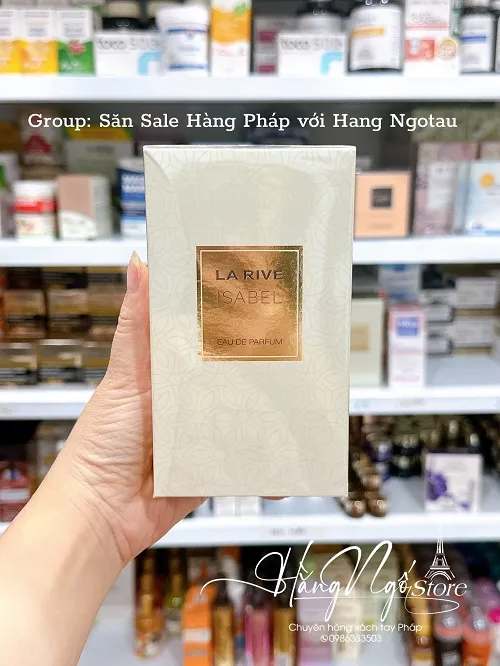 Group: Săn Sale Hàng Pháp với Hang Ngotau
LA RIVE
ISABEL
EAU DE PARFUM
Hằng Ngố Store
Chuyên hàng xách tay Pháp
0986383503